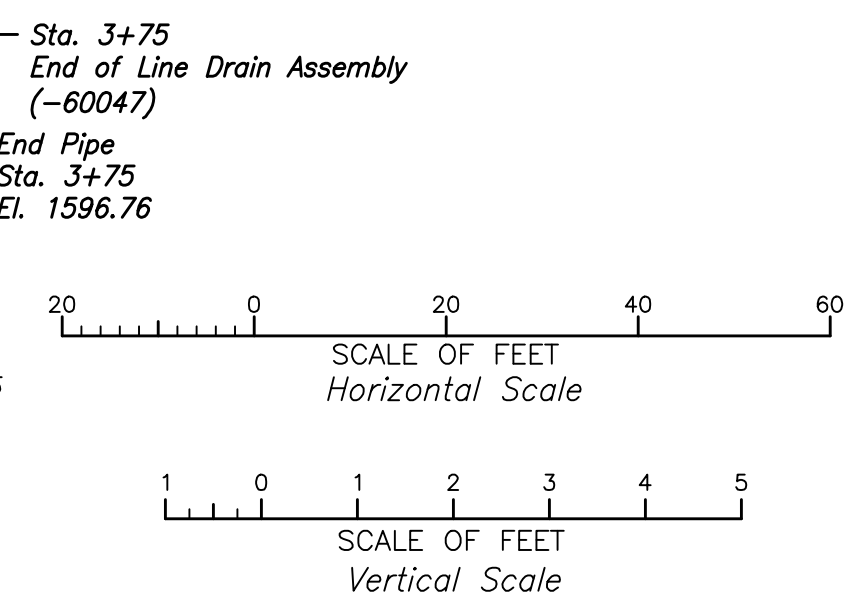 Sta. 3+75
End of Line Drain Assembly
(-60047)
End Pipe
Sta. 3+75
El. 1596.76
20 0 20 40 60
SCALE OF FEET
Horizontal Scale
1 0 1 2 3 4 5
SCALE OF FEET
Vertical Scale